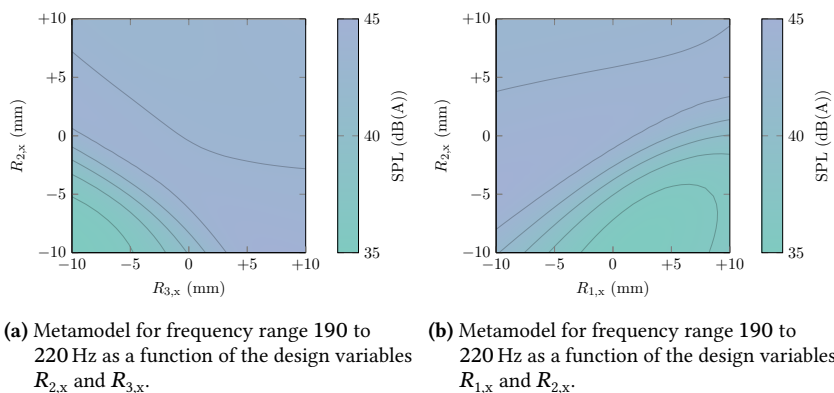 +10
+5
0
−5
−10
R2,x (mm)
−10
−5
0
+5
+10
R3,x (mm)
45
40
35
SPL (dB(A))
+10
+5
0
−5
−10
R2,x (mm)
−10
−5
0
+5
+10
R1,x (mm)
45
40
35
SPL (dB(A))
(a) Metamodel for frequency range 190 to
220 Hz as a function of the design variables
R2,x and R3,x.
(b) Metamodel for frequency range 190 to
220 Hz as a function of the design variables
R1,x and R2,x.